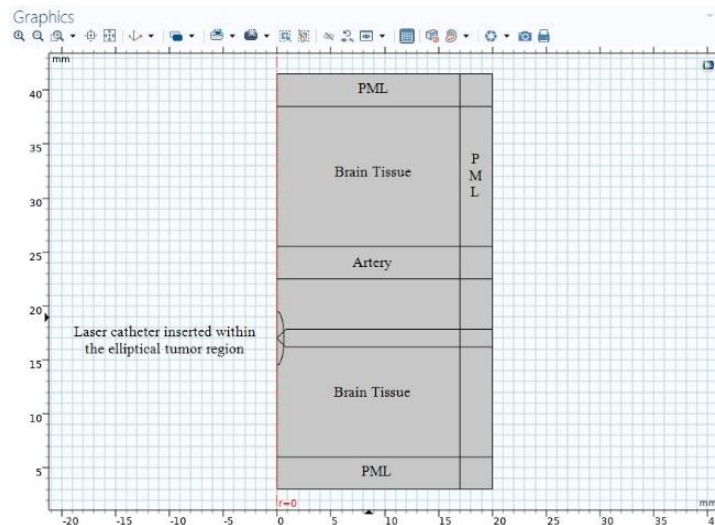 Graphics
mm
40
35
30
25
20
15
10
5
PML
Brain Tissue
P
M
L
Artery
Laser catheter inserted within
the elliptical tumor region
Brain Tissue
PML
r=0
mm
-20
-15
-10
-5
0
5
10
15
20
25
30
35